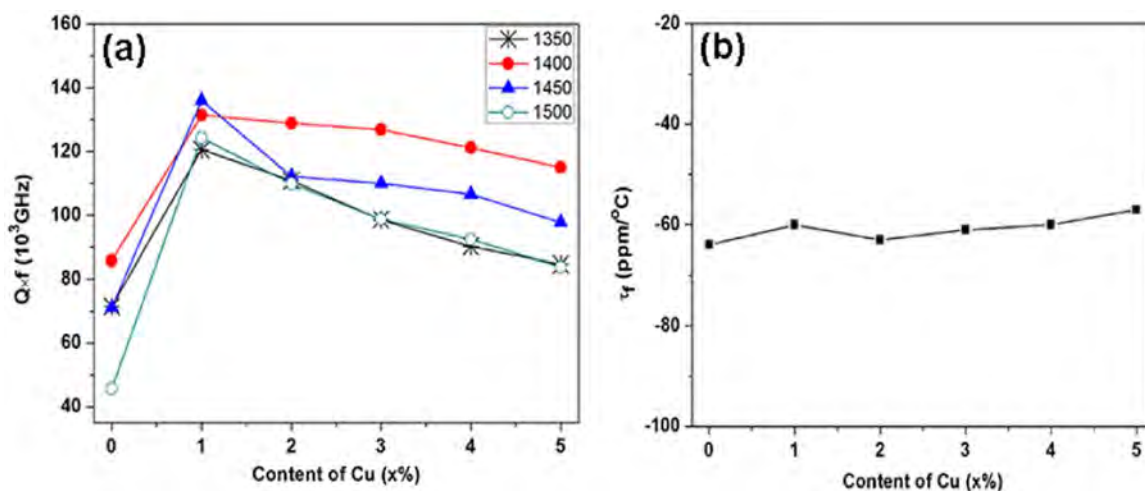 (a)
1350
1400
1450
1500
160
140
120
100
80
60
40
Q×f (10³GHz)
0 1 2 3 4 5
Content of Cu (x%)
(b)
-20
-40
-60
-80
-100
τf (ppm/°C)
0 1 2 3 4 5
Content of Cu (x%)